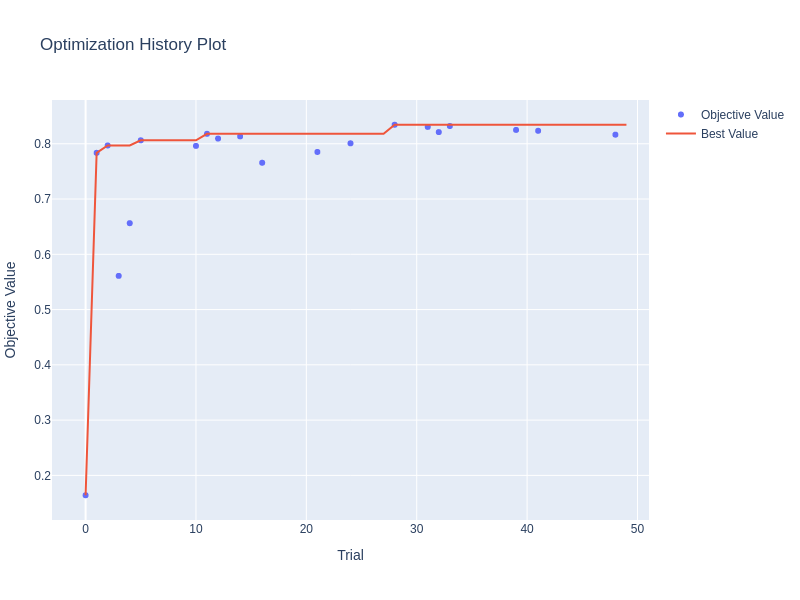 Optimization History Plot
Objective Value
Best Value
0.8
0.7
0.6
0.5
0.4
0.3
0.2
Objective Value
0 10 20 30 40 50
Trial